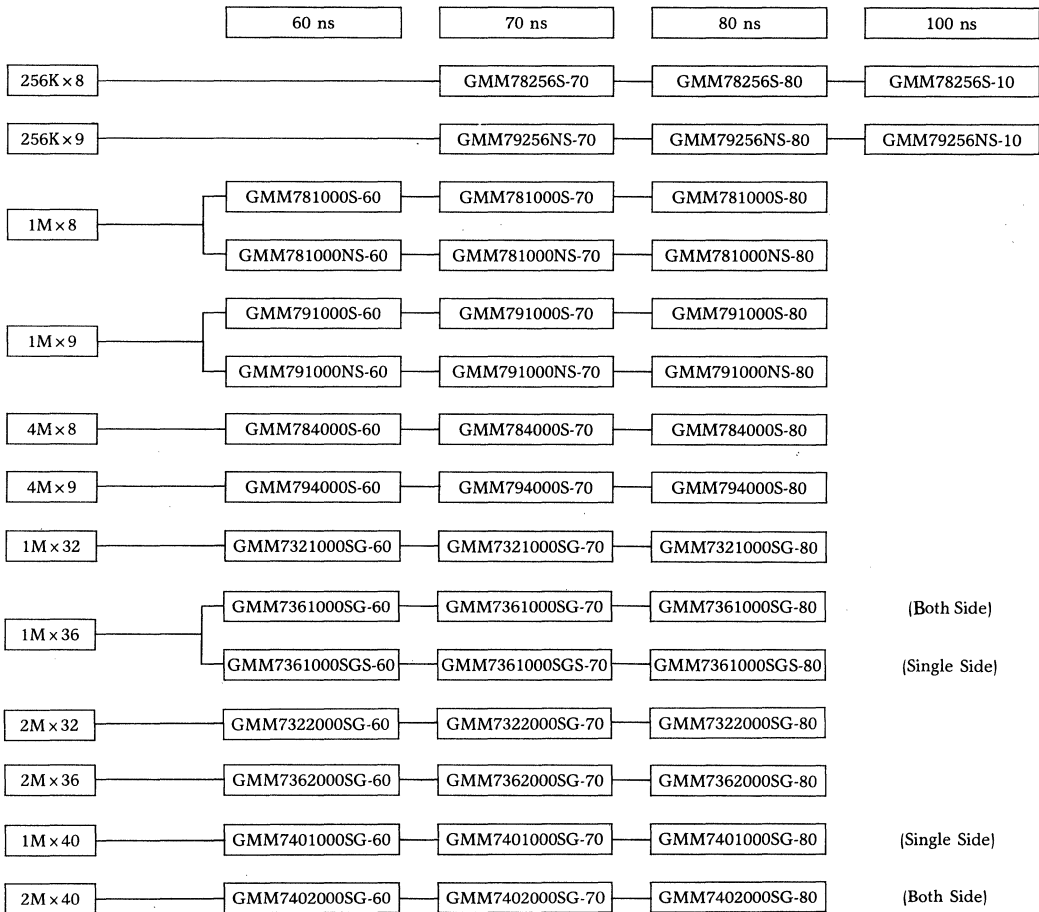 60 ns 70 ns 80 ns 100 ns
256K×8 GMM78256S-70 GMM78256S-80 GMM78256S-10
256K×9 GMM79256NS-70 GMM79256NS-80 GMM79256NS-10
GMM781000S-60 GMM781000S-70 GMM781000S-80
1M×8
GMM781000NS-60 GMM781000NS-70 GMM781000NS-80
GMM791000S-60 GMM791000S-70 GMM791000S-80
1M×9
GMM791000NS-60 GMM791000NS-70 GMM791000NS-80
4M×8 GMM784000S-60 GMM784000S-70 GMM784000S-80
4M×9 GMM794000S-60 GMM794000S-70 GMM794000S-80
1M×32 GMM7321000SG-60 GMM7321000SG-70 GMM7321000SG-80
GMM7361000SG-60 GMM7361000SG-70 GMM7361000SG-80 (Both Side)
1M×36
GMM7361000SGS-60 GMM7361000SGS-70 GMM7361000SGS-80 (Single Side)
2M×32 GMM7322000SG-60 GMM7322000SG-70 GMM7322000SG-80
2M×36 GMM7362000SG-60 GMM7362000SG-70 GMM7362000SG-80
1M×40 GMM7401000SG-60 GMM7401000SG-70 GMM7401000SG-80 (Single Side)
2M×40 GMM7402000SG-60 GMM7402000SG-70 GMM7402000SG-80 (Both Side)